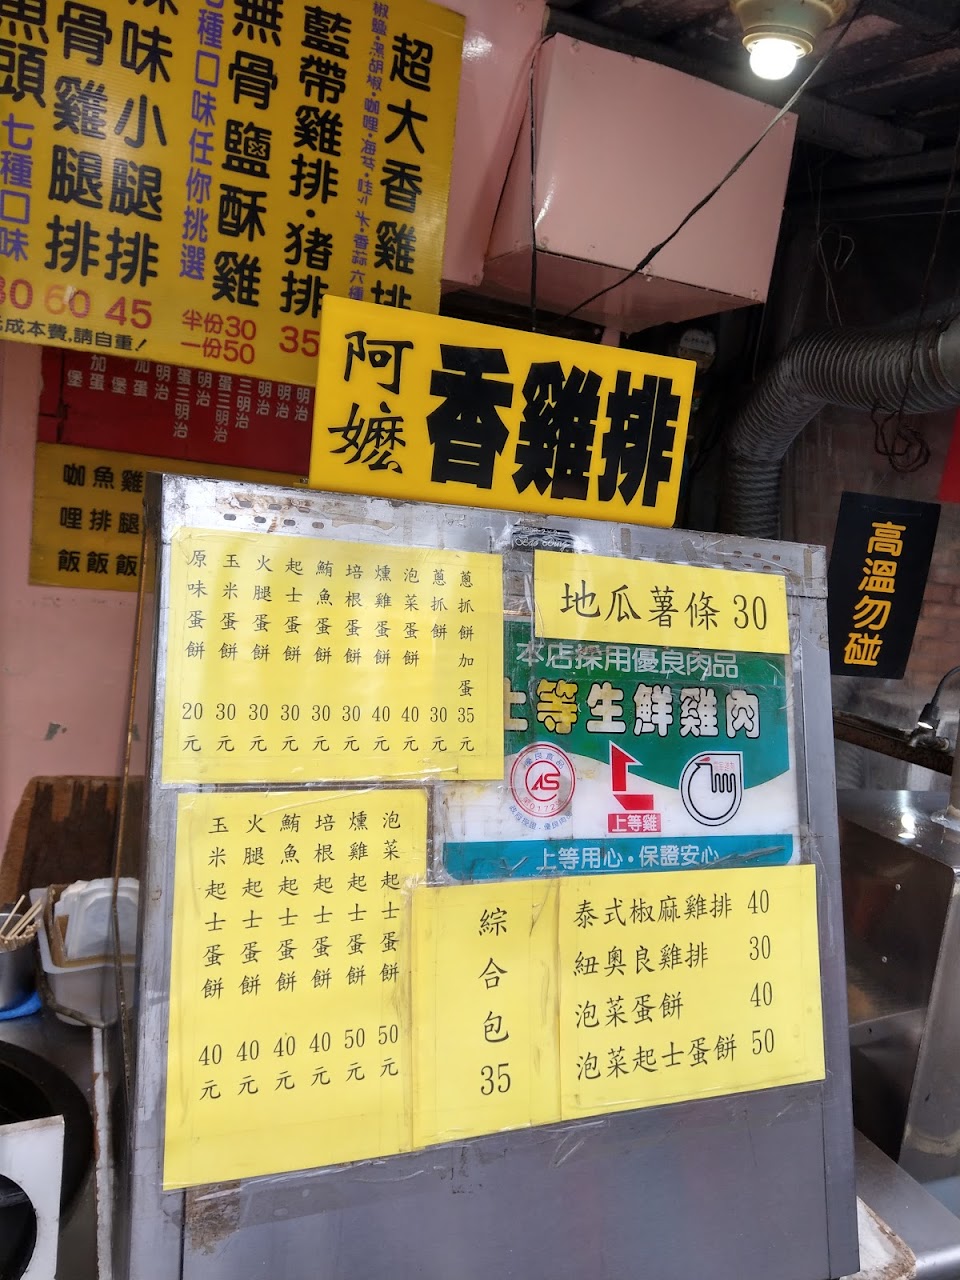 超大香雞排
藍帶雞排・豬排
35
無骨鹽酥雞
半份30
一份50
種口味任你挑選
味小腿排
45
骨雞腿排
60
魚頭
七種口味
成本費,請自重!
咖哩飯
魚排飯
雞腿飯
阿嬤
香雞排
高溫勿碰
原味蛋餅 20元
玉米蛋餅 30元
火腿蛋餅 30元
起士蛋餅 30元
鮪魚蛋餅 30元
培根蛋餅 30元
燻雞蛋餅 40元
泡菜蛋餅 40元
蔥抓餅 30元
蔥抓餅加蛋 35元
地瓜薯條 30
本店採用優良肉品
上等生鮮雞肉
上等雞
上等用心・保證安心
玉米起士蛋餅 40元
火腿起士蛋餅 40元
鮪魚起士蛋餅 40元
培根起士蛋餅 40元
燻雞起士蛋餅 50元
泡菜起士蛋餅 50元
綜合包 35
泰式椒麻雞排 40
紐奧良雞排 30
泡菜蛋餅 40
泡菜起士蛋餅 50